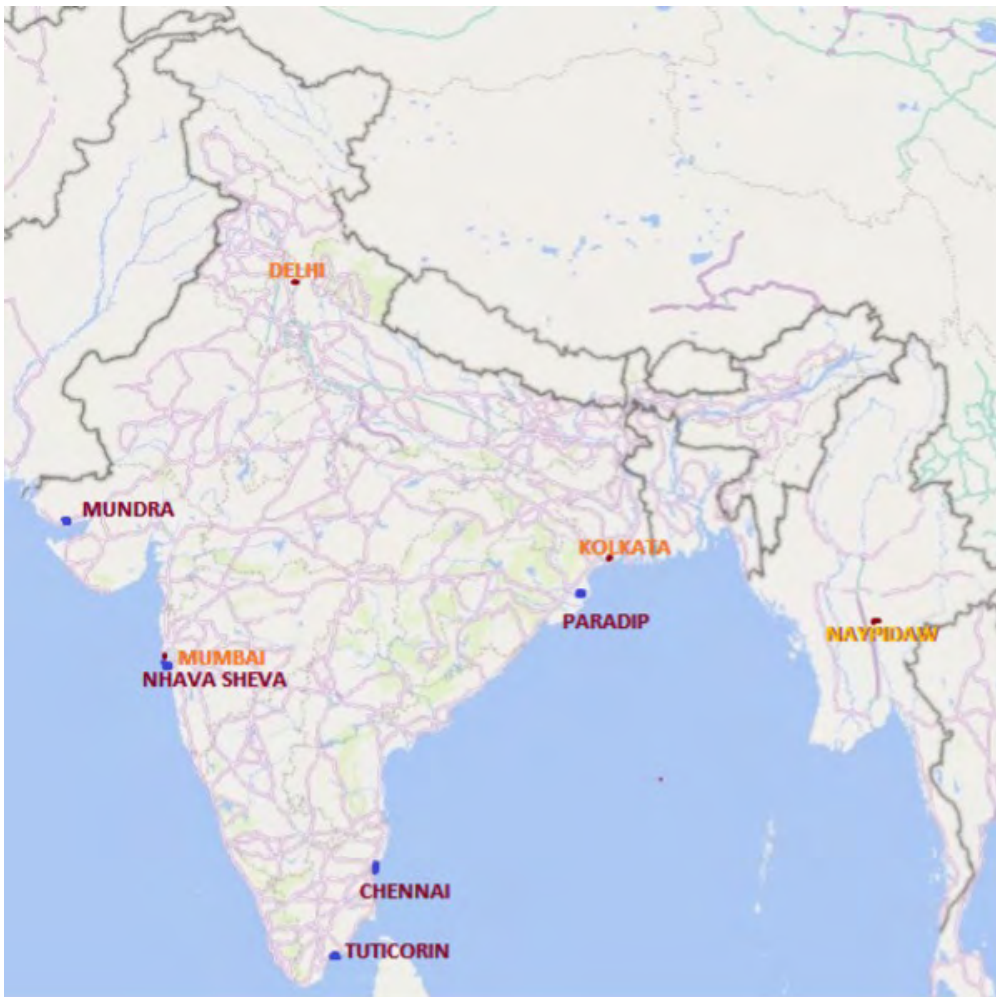 DELHI
MUNDRA
KOLKATA
PARADIP
NAYPIDAW
MUMBAI
NHAVA SHEVA
CHENNAI
TUTICORIN